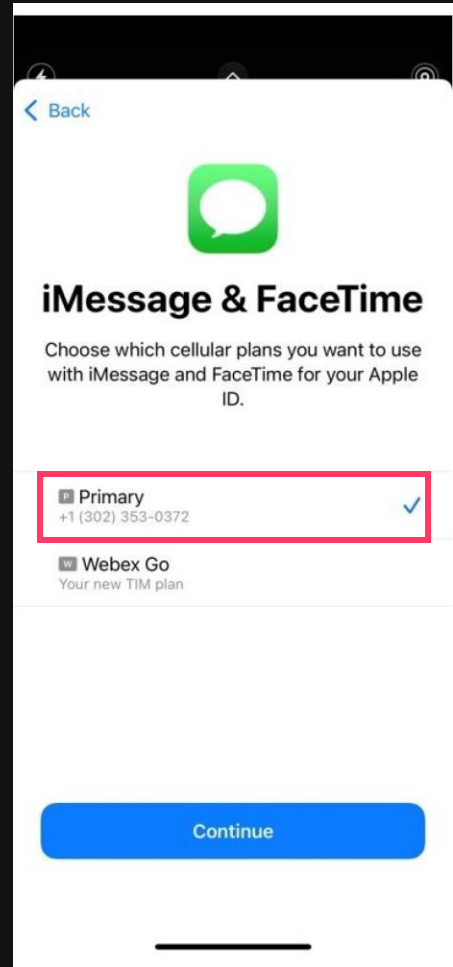 Back
iMessage & FaceTime
Choose which cellular plans you want to use
with iMessage and FaceTime for your Apple
ID.
P Primary
+1 (302) 353-0372
W Webex Go
Your new TIM plan
Continue